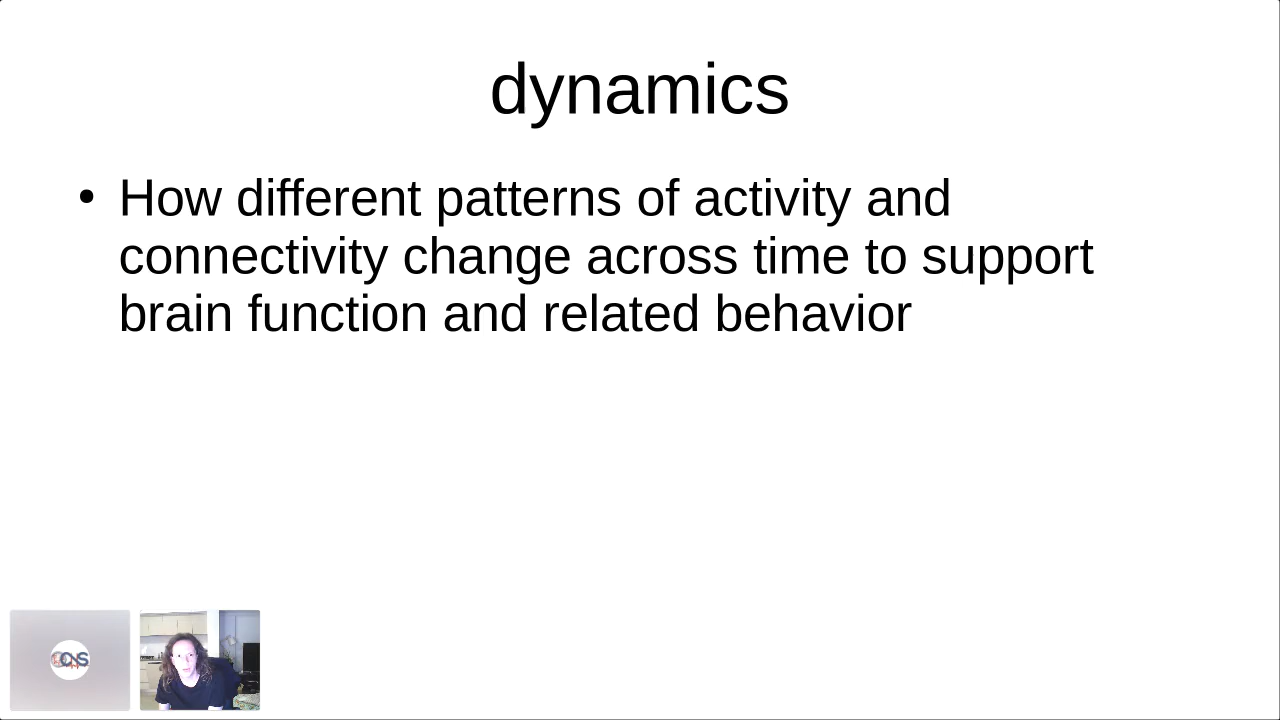 dynamics
• How different patterns of activity and
connectivity change across time to support
brain function and related behavior